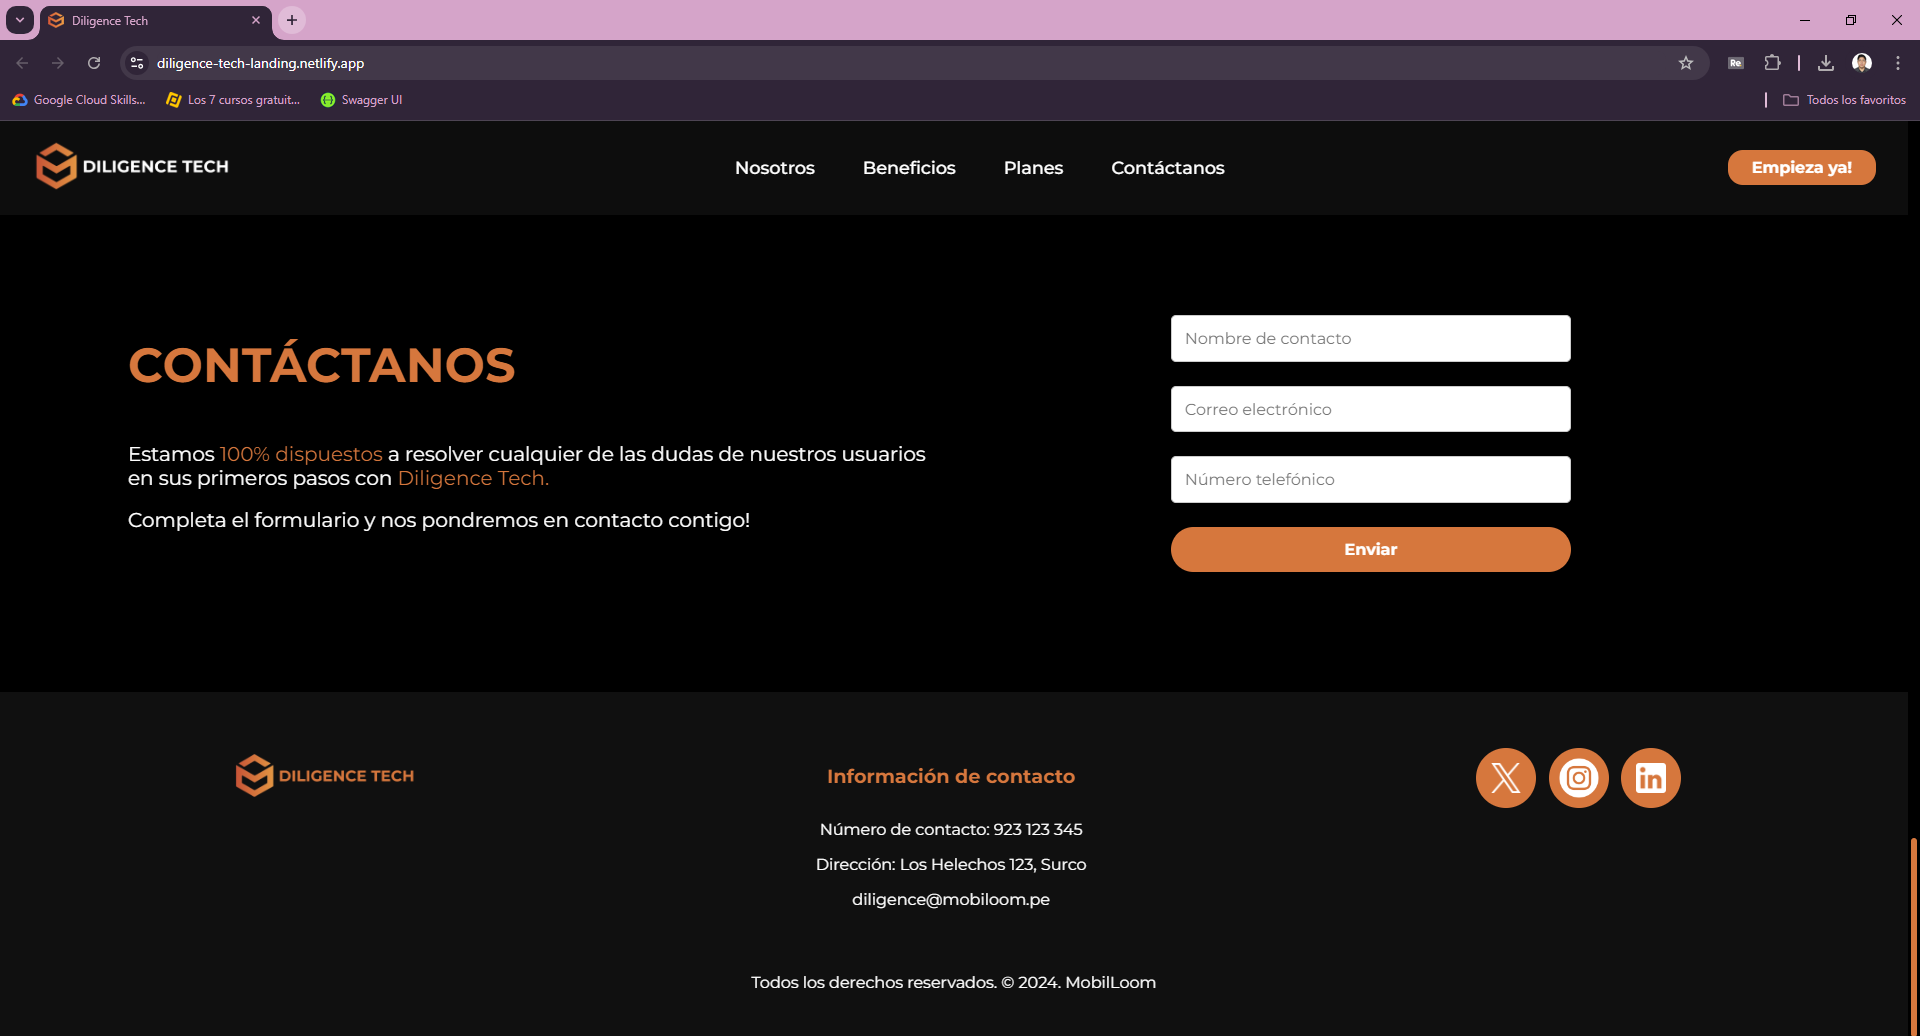 Diligence Tech
diligence-tech-landing.netlify.app
Re
Google Cloud Skills...
Los 7 cursos gratuit...
Swagger UI
Todos los favoritos
DILIGENCE TECH
Nosotros
Beneficios
Planes
Contáctanos
Empieza ya!
CONTÁCTANOS
Estamos 100% dispuestos a resolver cualquier de las dudas de nuestros usuarios
en sus primeros pasos con Diligence Tech.
Completa el formulario y nos pondremos en contacto contigo!
Nombre de contacto
Correo electrónico
Número telefónico
Enviar
DILIGENCE TECH
Información de contacto
Número de contacto: 923 123 345
Dirección: Los Helechos 123, Surco
diligence@mobiloom.pe
Todos los derechos reservados. © 2024. MobilLoom